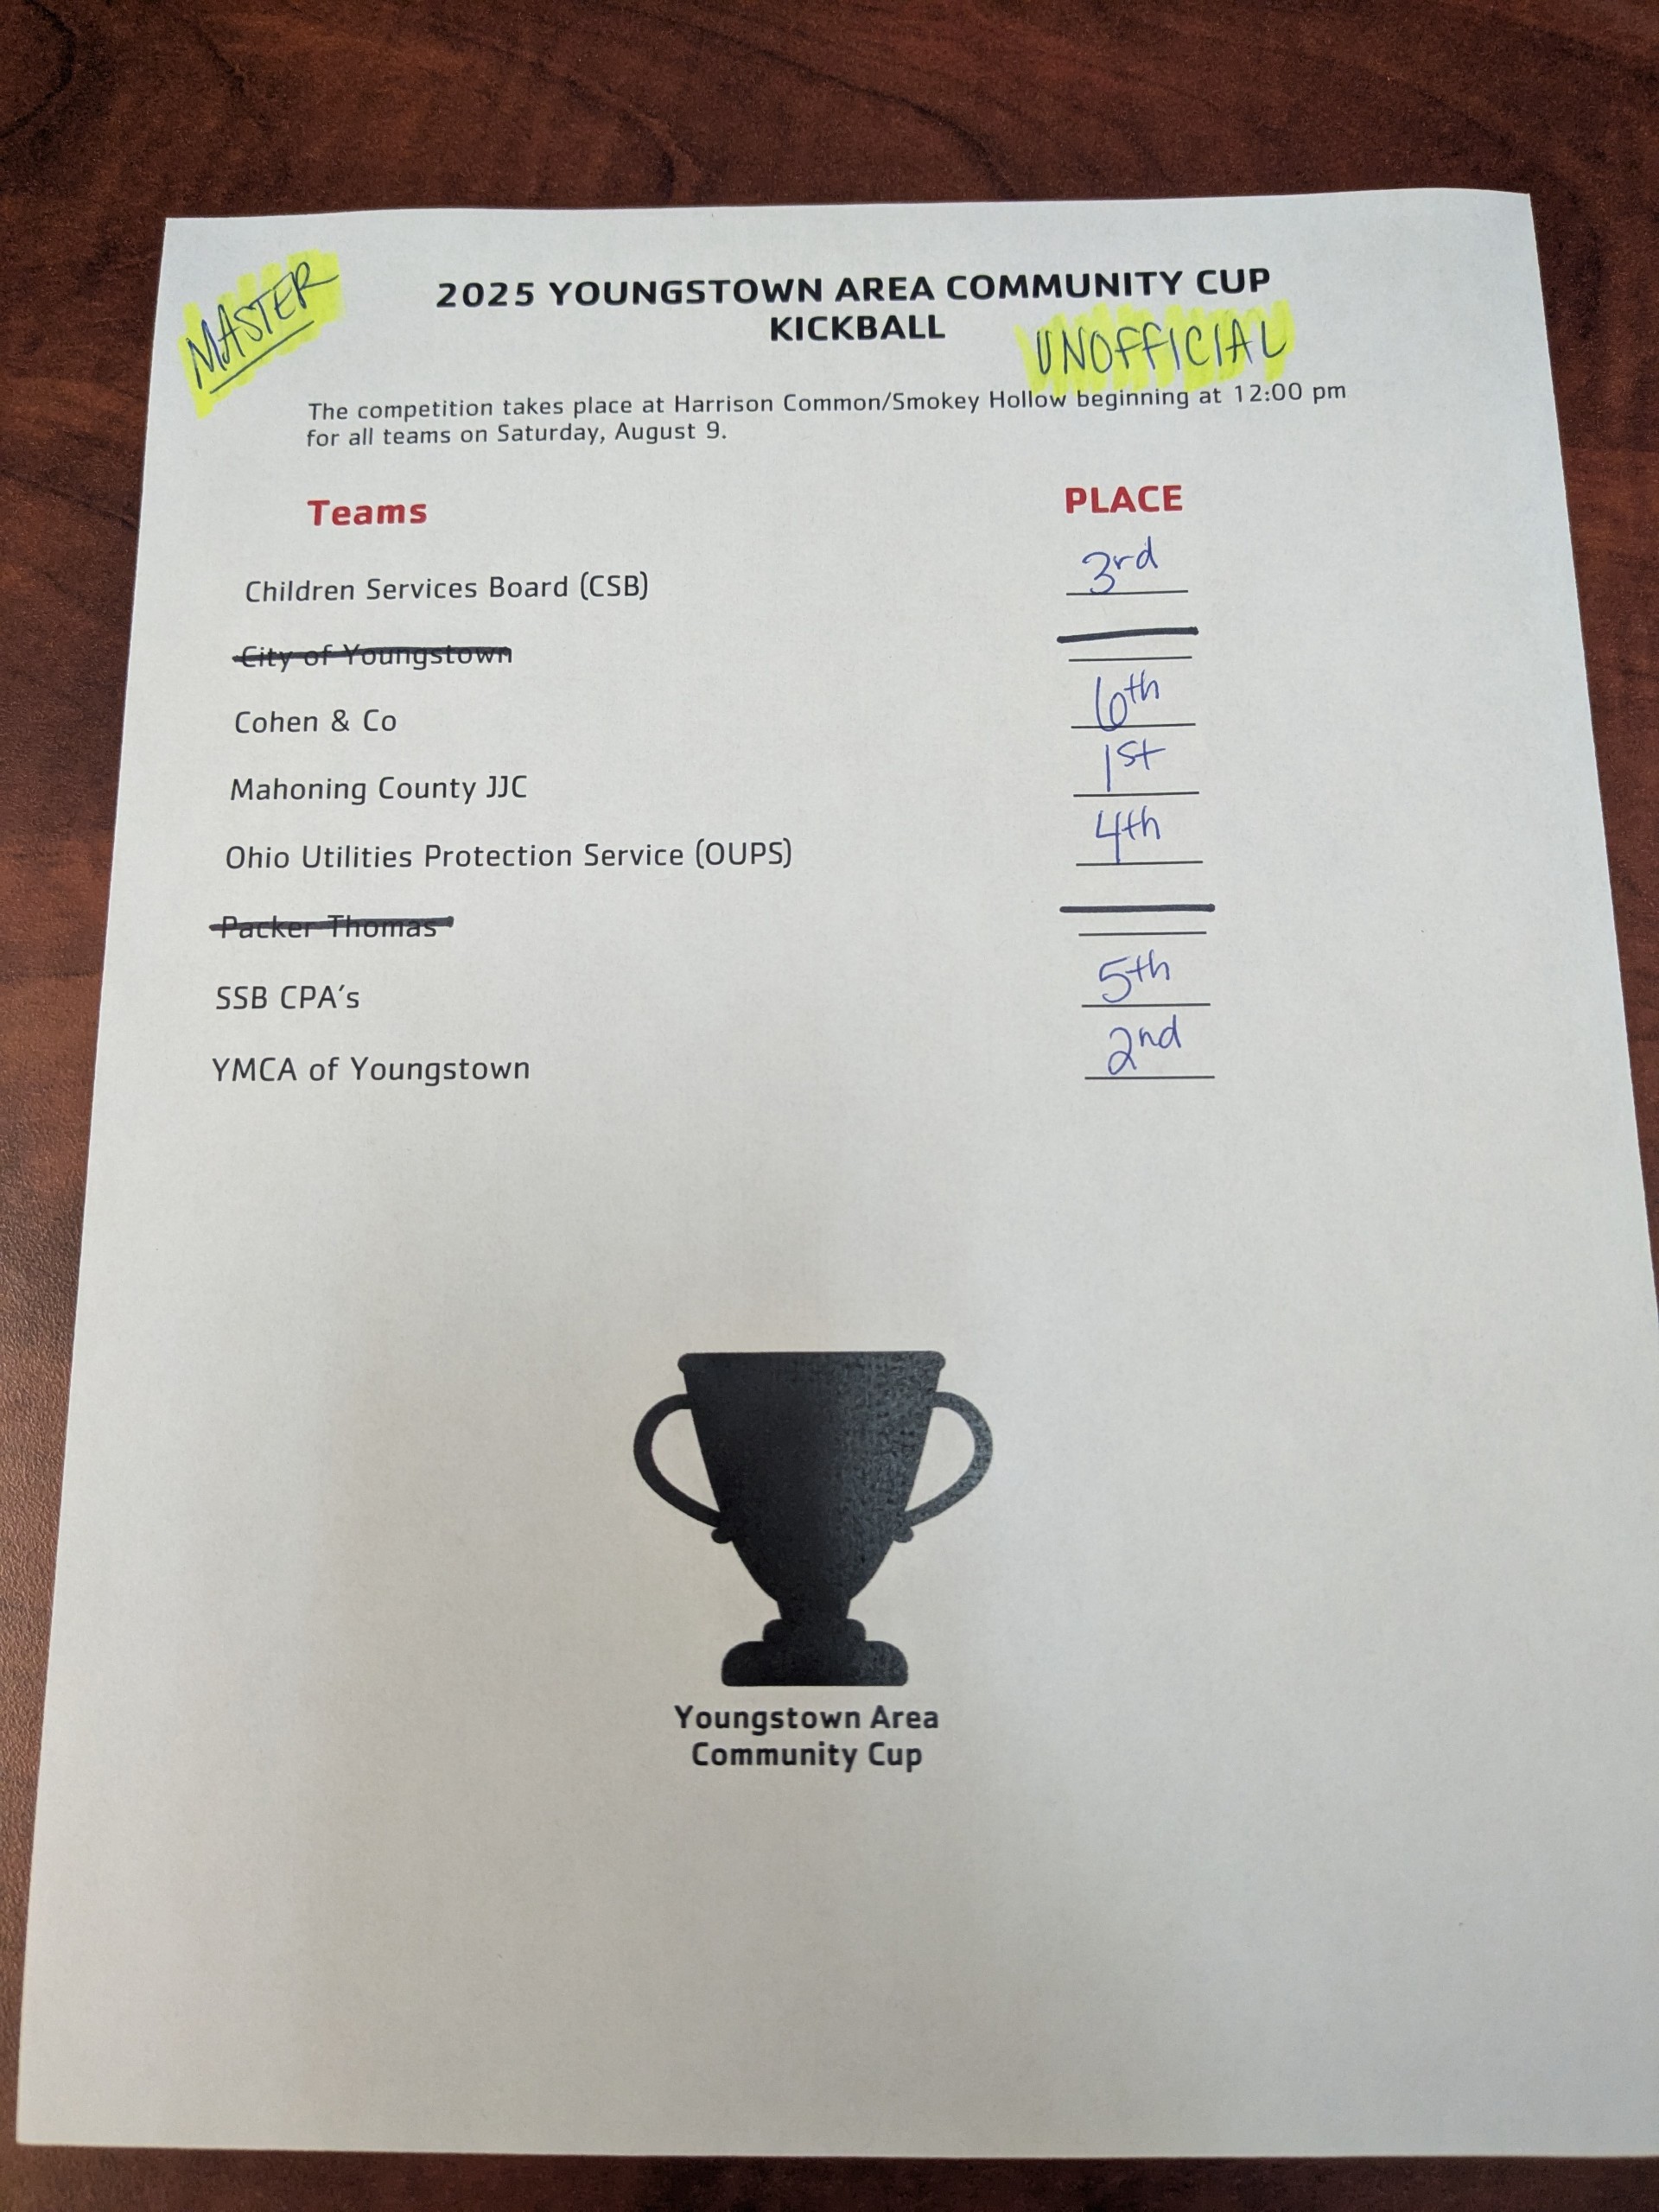 MASTER
2025 YOUNGSTOWN AREA COMMUNITY CUP
KICKBALL
UNOFFICIAL
The competition takes place at Harrison Common/Smokey Hollow beginning at 12:00 pm
for all teams on Saturday, August 9.
Teams PLACE
Children Services Board (CSB) 3rd
City of Youngstown
Cohen & Co 6th
Mahoning County JJC 1st
Ohio Utilities Protection Service (OUPS) 4th
Packer Thomas
SSB CPA's 5th
YMCA of Youngstown 2nd
Youngstown Area
Community Cup